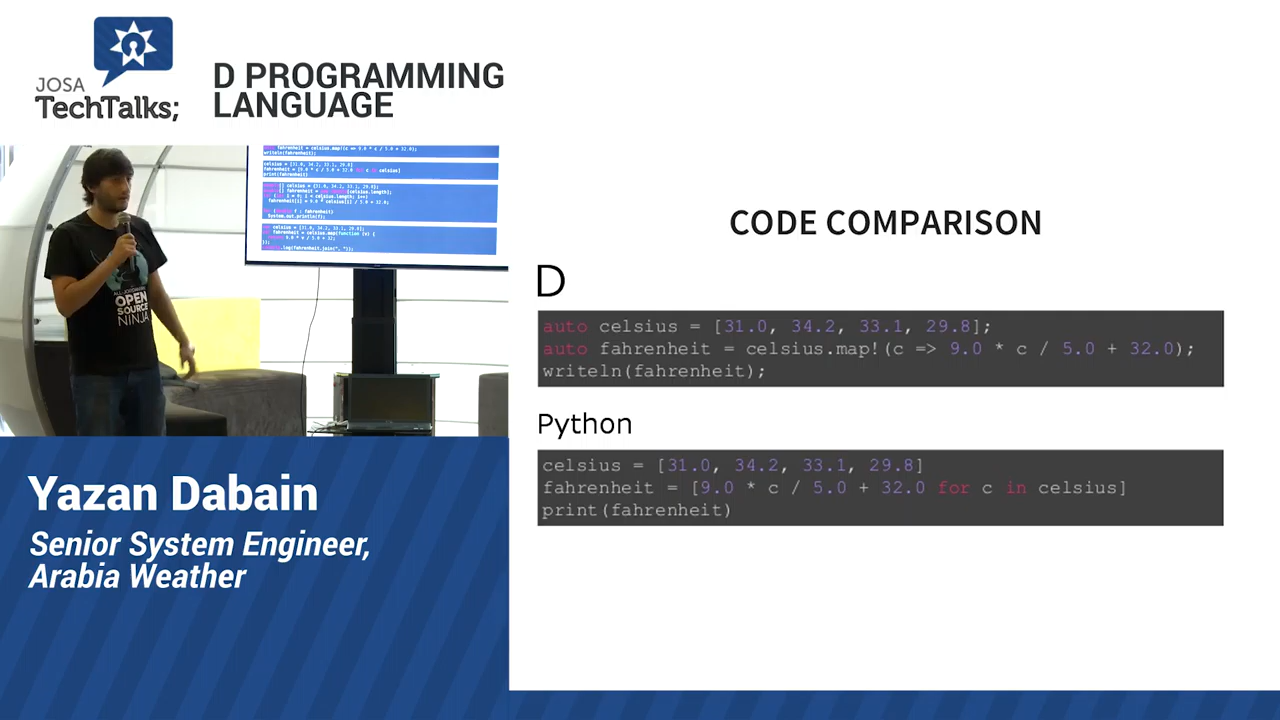 JOSA
TechTalks;
D PROGRAMMING
LANGUAGE
OPEN
SOURCE
NINJA
Yazan Dabain
Senior System Engineer,
Arabia Weather
CODE COMPARISON
D
auto celsius = [31.0, 34.2, 33.1, 29.8];
auto fahrenheit = celsius.map!(c => 9.0 * c / 5.0 + 32.0);
writeln(fahrenheit);
Python
celsius = [31.0, 34.2, 33.1, 29.8]
fahrenheit = [9.0 * c / 5.0 + 32.0 for c in celsius]
print(fahrenheit)